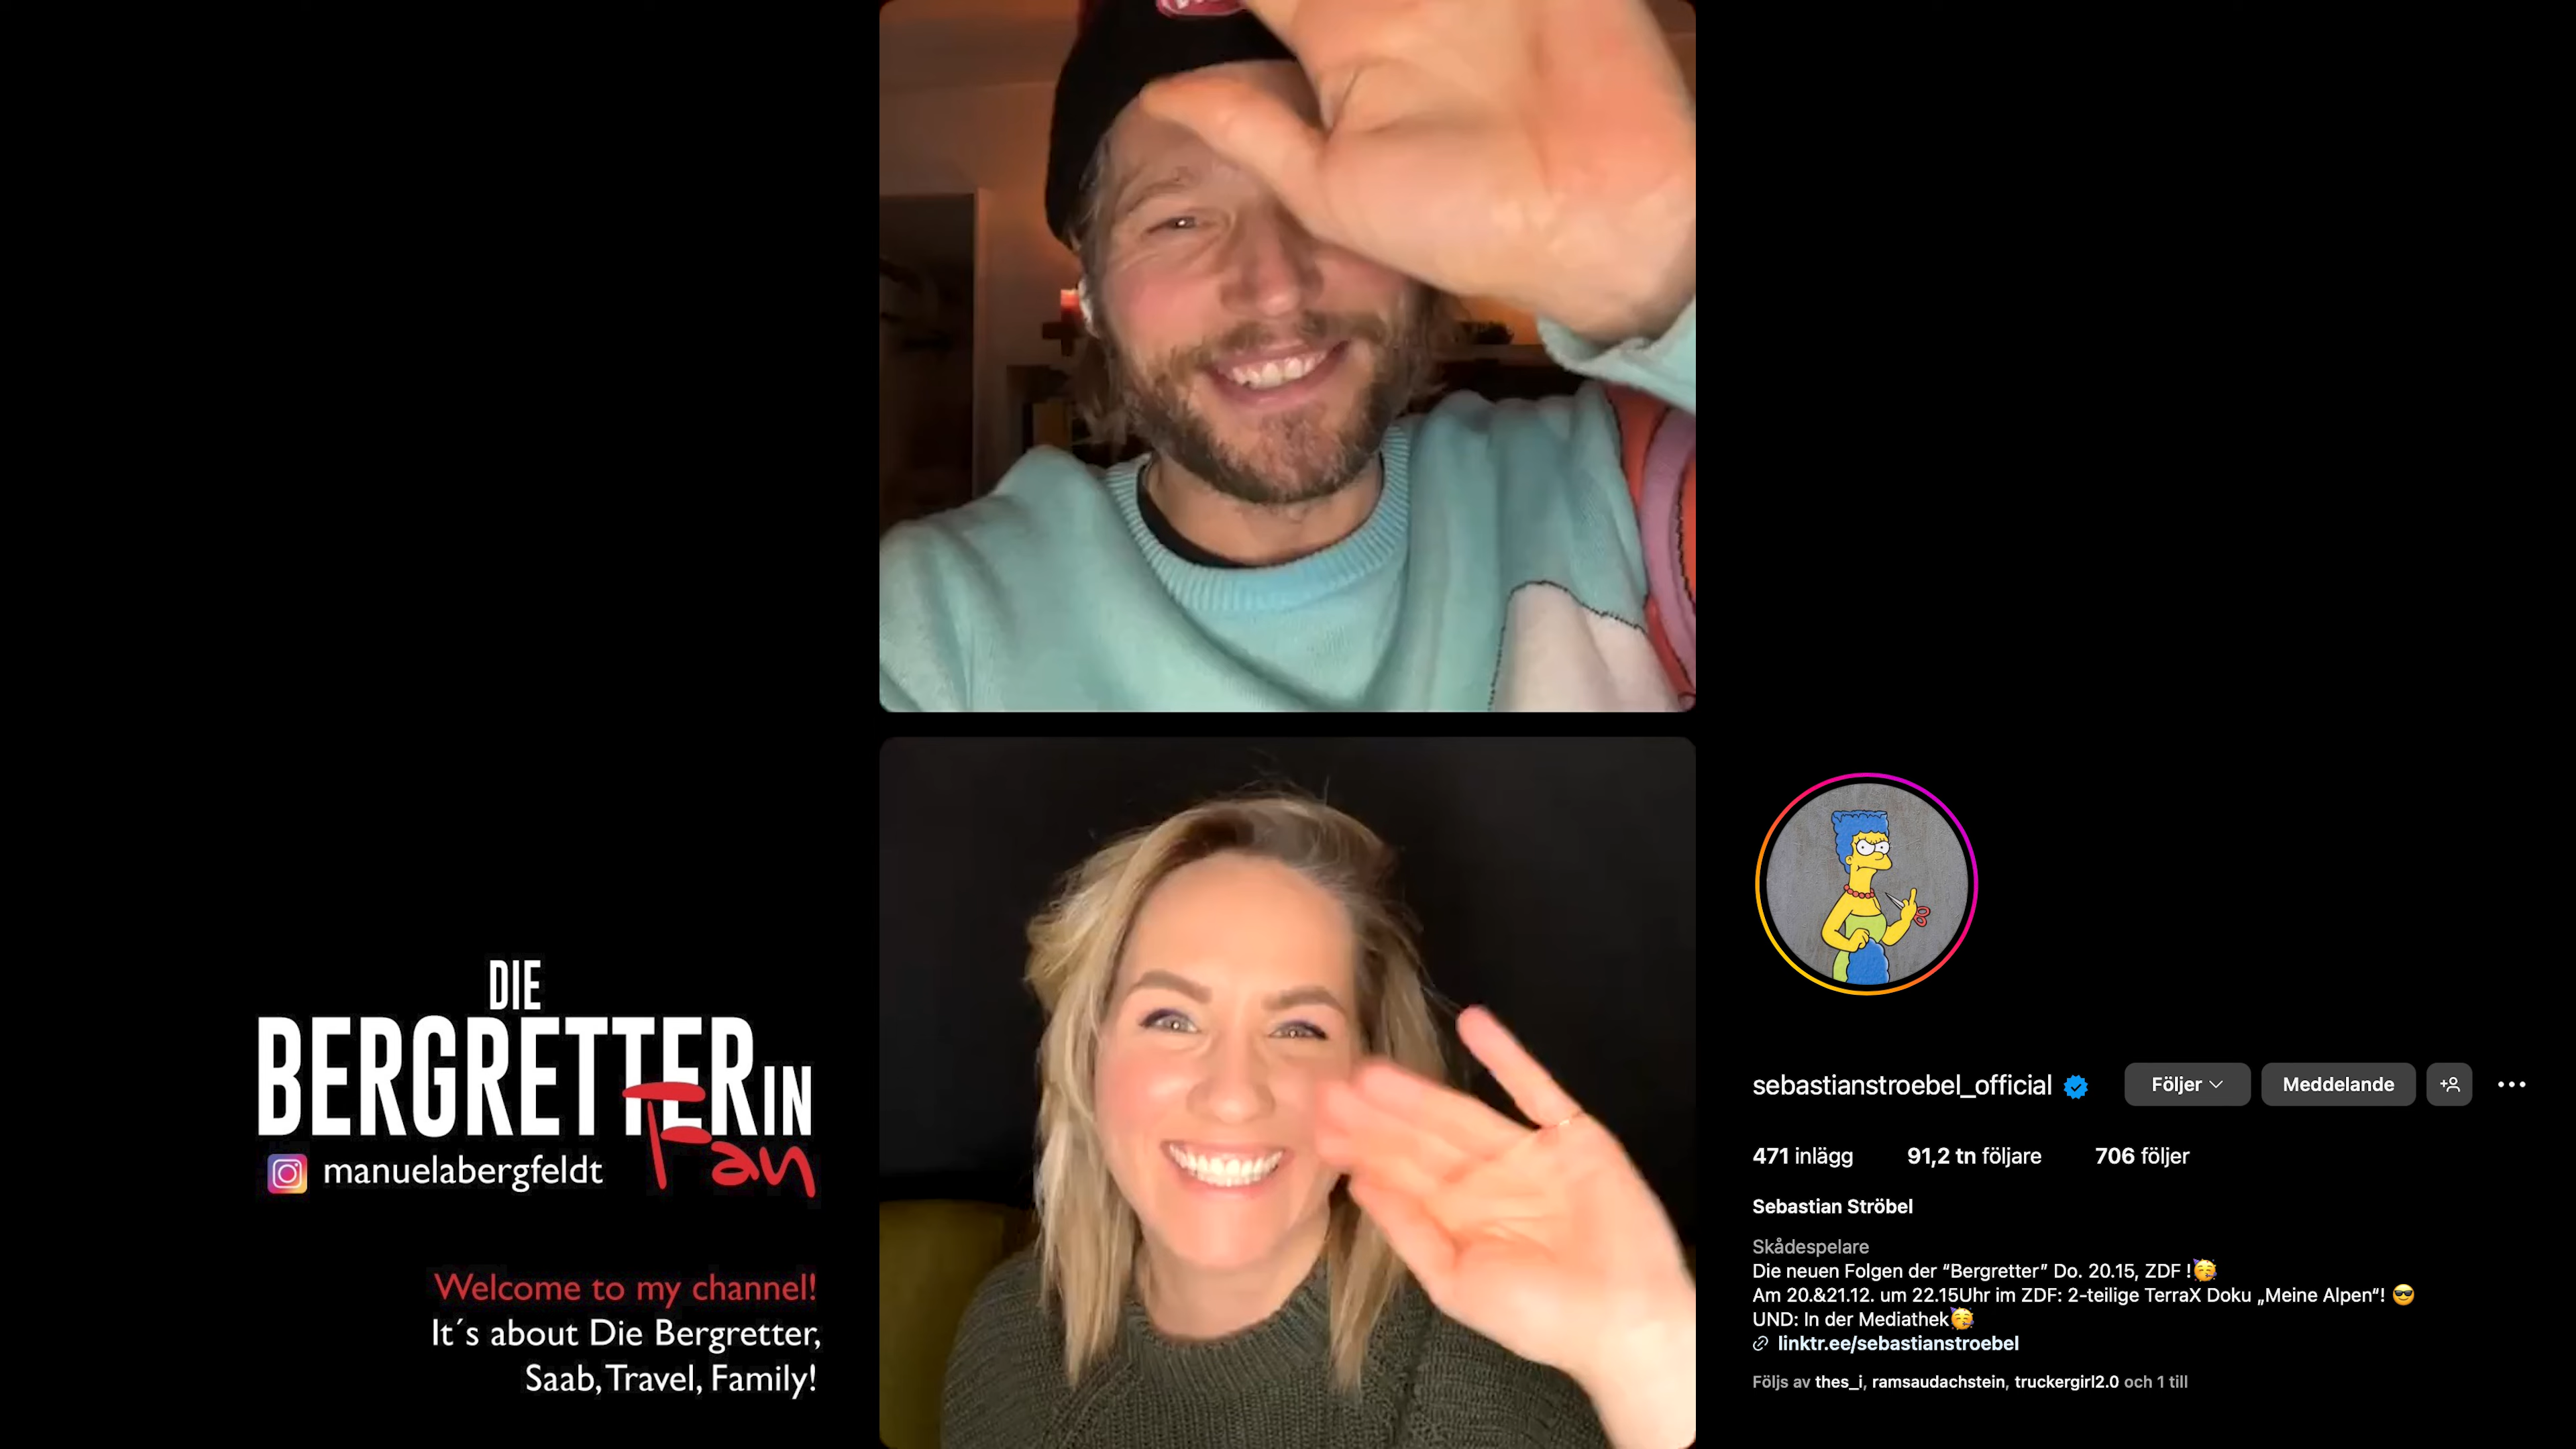 DIE
BERGRETTERIN
Fan
manuelabergfeldt
Welcome to my channel!
It´s about Die Bergretter,
Saab, Travel, Family!
sebastianstroebel_official
Följer
Meddelande
471 inlägg 91,2 tn följare 706 följer
Sebastian Ströbel
Skådespelare
Die neuen Folgen der “Bergretter” Do. 20.15, ZDF !🥳
Am 20.&21.12. um 22.15Uhr im ZDF: 2-teilige TerraX Doku „Meine Alpen“! 😎
UND: In der Mediathek🥳
linktr.ee/sebastianstroebel
Följs av thes_i, ramsaudachstein, truckergirl2.0 och 1 till